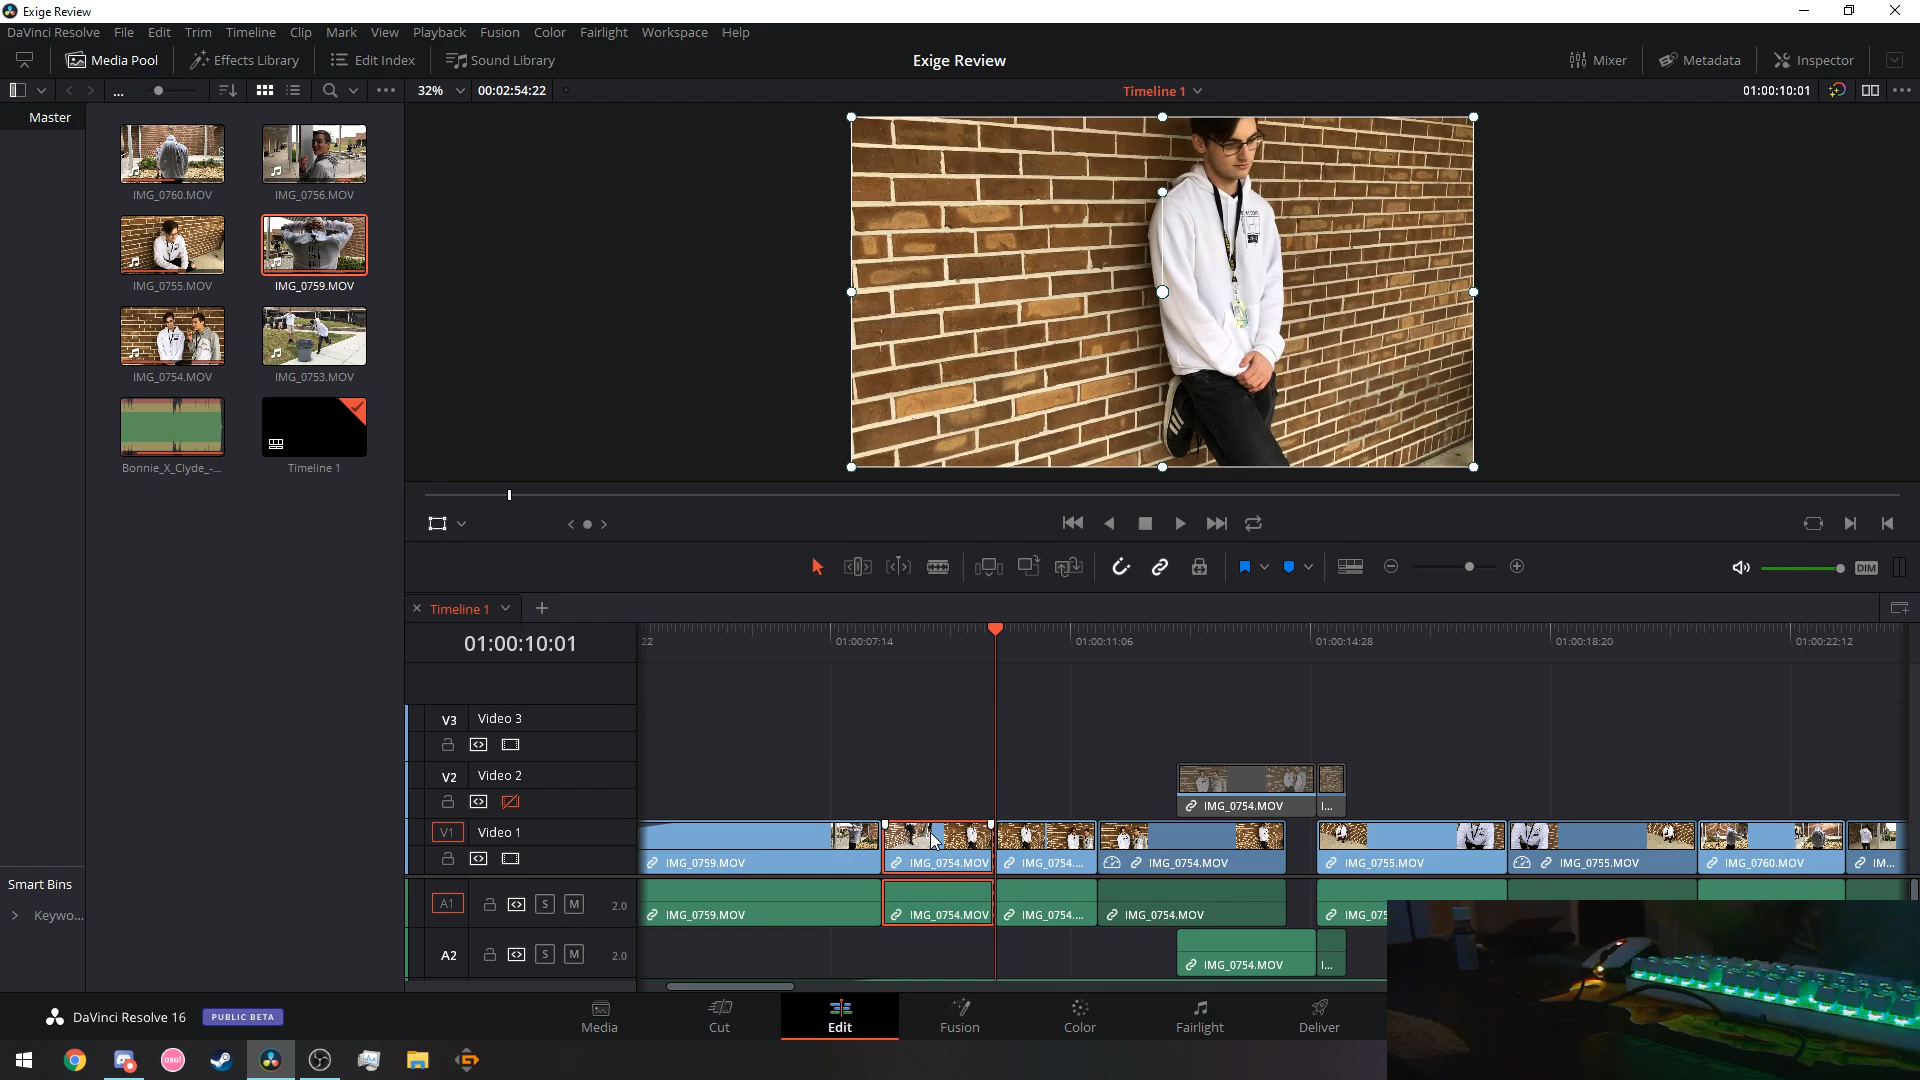 Exige Review
DaVinci Resolve File Edit Trim Timeline Clip Mark View Playback Fusion Color Fairlight Workspace Help
Media Pool Effects Library Edit Index Sound Library Exige Review Mixer Metadata Inspector
... 32% 00:02:54:22 Timeline 1 01:00:10:01
Master
IMG_0760.MOV IMG_0756.MOV
IMG_0755.MOV IMG_0759.MOV
IMG_0754.MOV IMG_0753.MOV
Bonnie_X_Clyde_-... Timeline 1
DIM
Timeline 1
01:00:10:01 22 01:00:07:14 01:00:11:06 01:00:14:28 01:00:18:20 01:00:22:12
V3 Video 3
V2 Video 2
IMG_0754.MOV I...
V1 Video 1
IMG_0759.MOV IMG_0754.MOV IMG_0754.... IMG_0754.MOV IMG_0755.MOV IMG_0755.MOV IMG_0760.MOV IM...
Smart Bins
Keywo...
A1 S M 2.0
IMG_0759.MOV IMG_0754.MOV IMG_0754.... IMG_0754.MOV IMG_075
A2 S M 2.0
IMG_0754.MOV I...
DaVinci Resolve 16 PUBLIC BETA
Media Cut Edit Fusion Color Fairlight Deliver
osu!